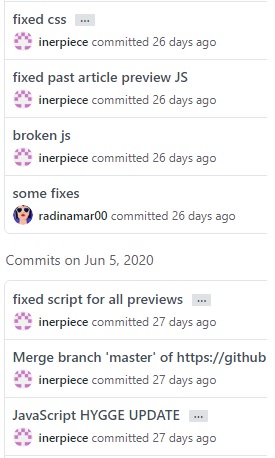 fixed css ...
inerpiece committed 26 days ago
fixed past article preview JS
inerpiece committed 26 days ago
broken js
inerpiece committed 26 days ago
some fixes
radinamar00 committed 26 days ago
Commits on Jun 5, 2020
fixed script for all previews ...
inerpiece committed 27 days ago
Merge branch 'master' of https://github
inerpiece committed 27 days ago
JavaScript HYGGE UPDATE ...
inerpiece committed 27 days ago